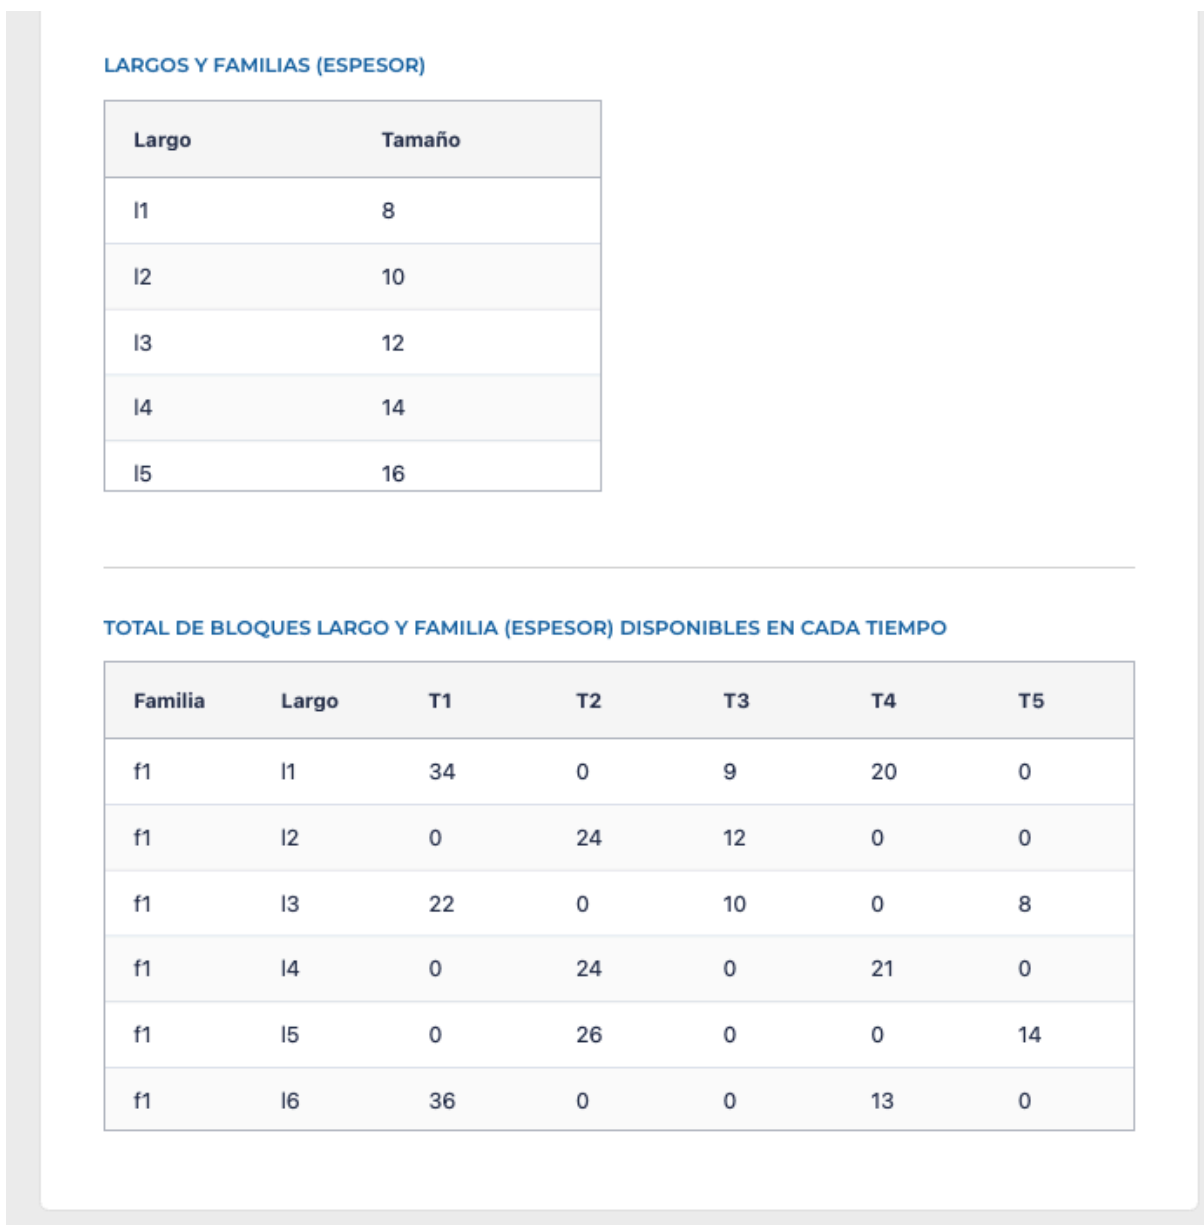 LARGOS Y FAMILIAS (ESPESOR)
Largo Tamaño
l1 8
l2 10
l3 12
l4 14
l5 16
TOTAL DE BLOQUES LARGO Y FAMILIA (ESPESOR) DISPONIBLES EN CADA TIEMPO
Familia Largo T1 T2 T3 T4 T5
f1 l1 34 0 9 20 0
f1 l2 0 24 12 0 0
f1 l3 22 0 10 0 8
f1 l4 0 24 0 21 0
f1 l5 0 26 0 0 14
f1 l6 36 0 0 13 0